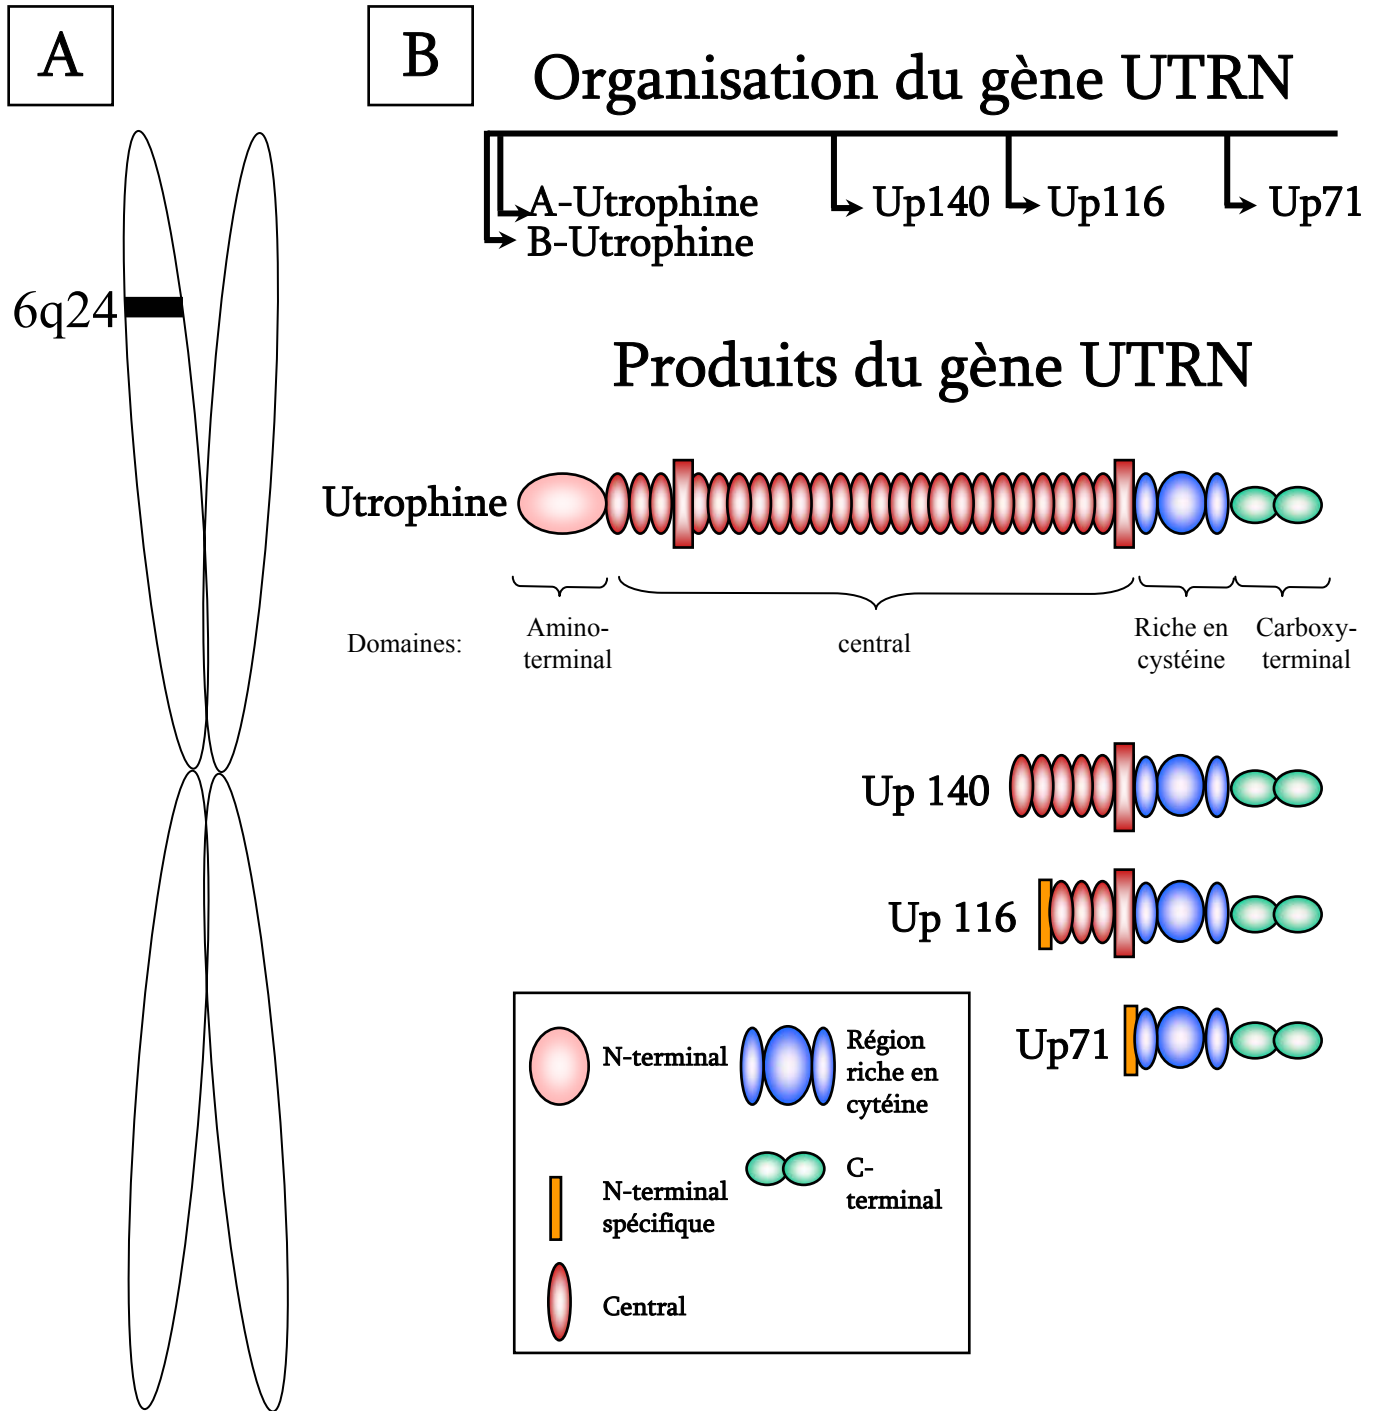 A
B
Organisation du gène UTRN
A-Utrophine
B-Utrophine
Up140
Up116
Up71
6q24
Produits du gène UTRN
Utrophine
Domaines:
Amino-
terminal
central
Riche en
cystéine
Carboxy-
terminal
Up 140
Up 116
Up71
N-terminal
Région
riche en
cytéine
N-terminal
spécifique
C-
terminal
Central